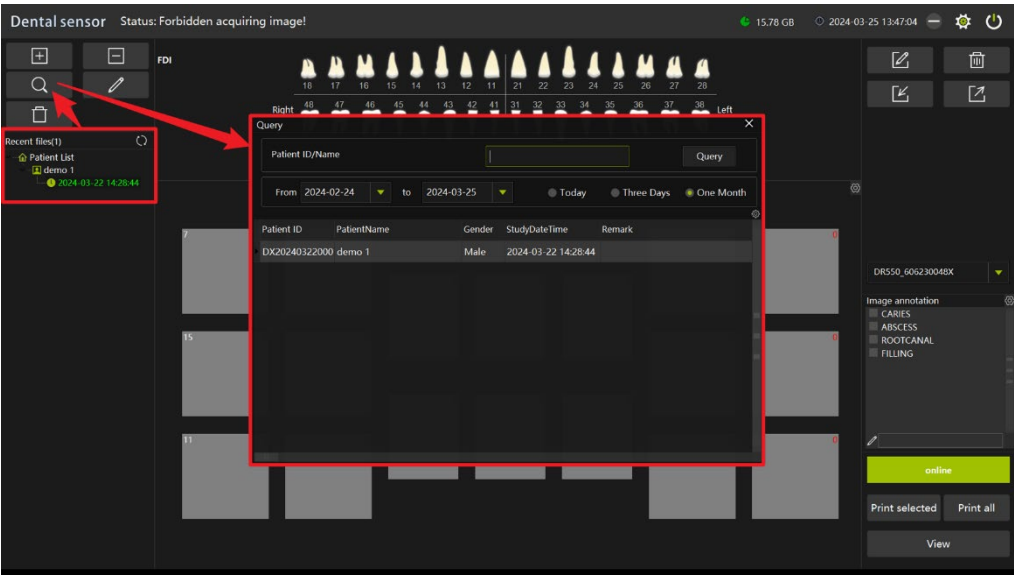 Dental sensor Status: Forbidden acquiring image! 15.78 GB 2024-03-25 13:47:04
FDI
18 17 16 15 14 13 12 11 21 22 23 24 25 26 27 28
Right 48 47 46 45 44 43 42 41 31 32 33 34 35 36 37 38 Left
Recent files(1)
Patient List
demo 1
2024-03-22 14:28:44
Query
Patient ID/Name Query
From 2024-02-24 to 2024-03-25 Today Three Days One Month
Patient ID PatientName Gender StudyDateTime Remark
DX20240322000 demo 1 Male 2024-03-22 14:28:44
7 0
15 0
11 0
DR550_606230048X
Image annotation
CARIES
ABSCESS
ROOTCANAL
FILLING
online
Print selected Print all
View